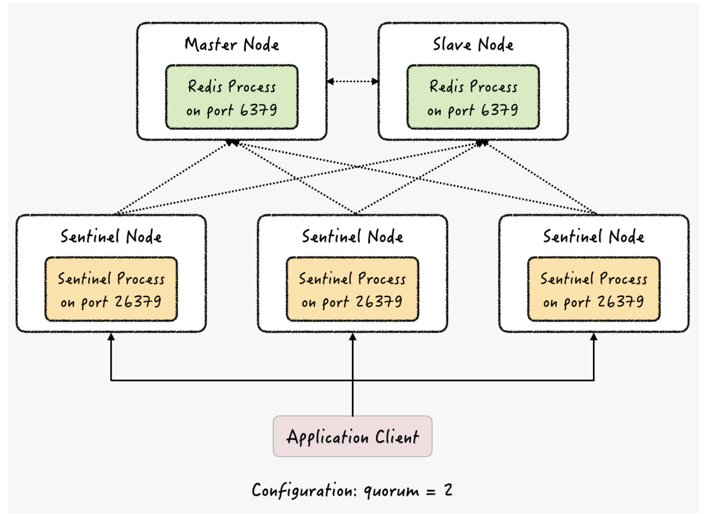 Master Node
Slave Node
Redis Process
on port 6379
Redis Process
on port 6379
Sentinel Node
Sentinel Node
Sentinel Node
Sentinel Process
on port 26379
Sentinel Process
on port 26379
Sentinel Process
on port 26379
Application Client
Configuration: quorum = 2